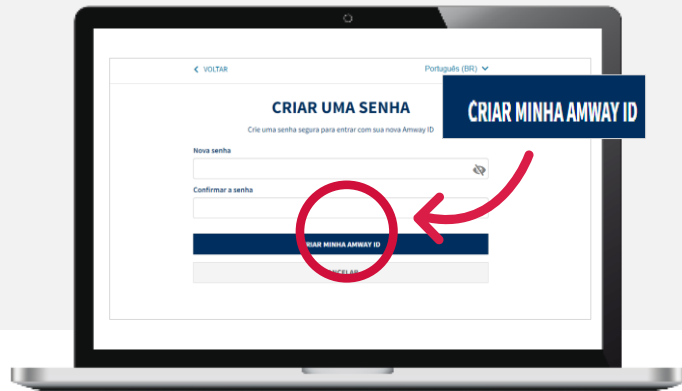 VOLTAR
Português (BR)
CRIAR UMA SENHA
Crie uma senha segura para entrar com sua nova Amway ID
CRIAR MINHA AMWAY ID
Nova senha
Confirmar a senha
CRIAR MINHA AMWAY ID
CANCELAR